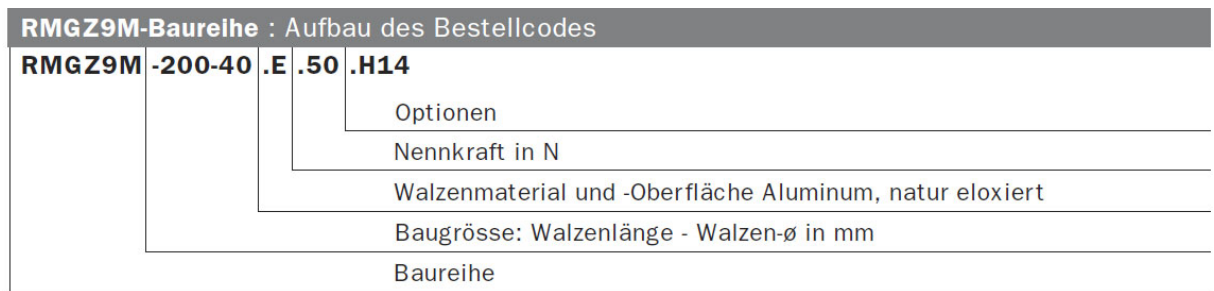 RMGZ9M-Baureihe : Aufbau des Bestellcodes
RMGZ9M -200-40 .E .50 .H14
Optionen
Nennkraft in N
Walzenmaterial und -Oberfläche Aluminum, natur eloxiert
Baugrösse: Walzenlänge - Walzen-ø in mm
Baureihe